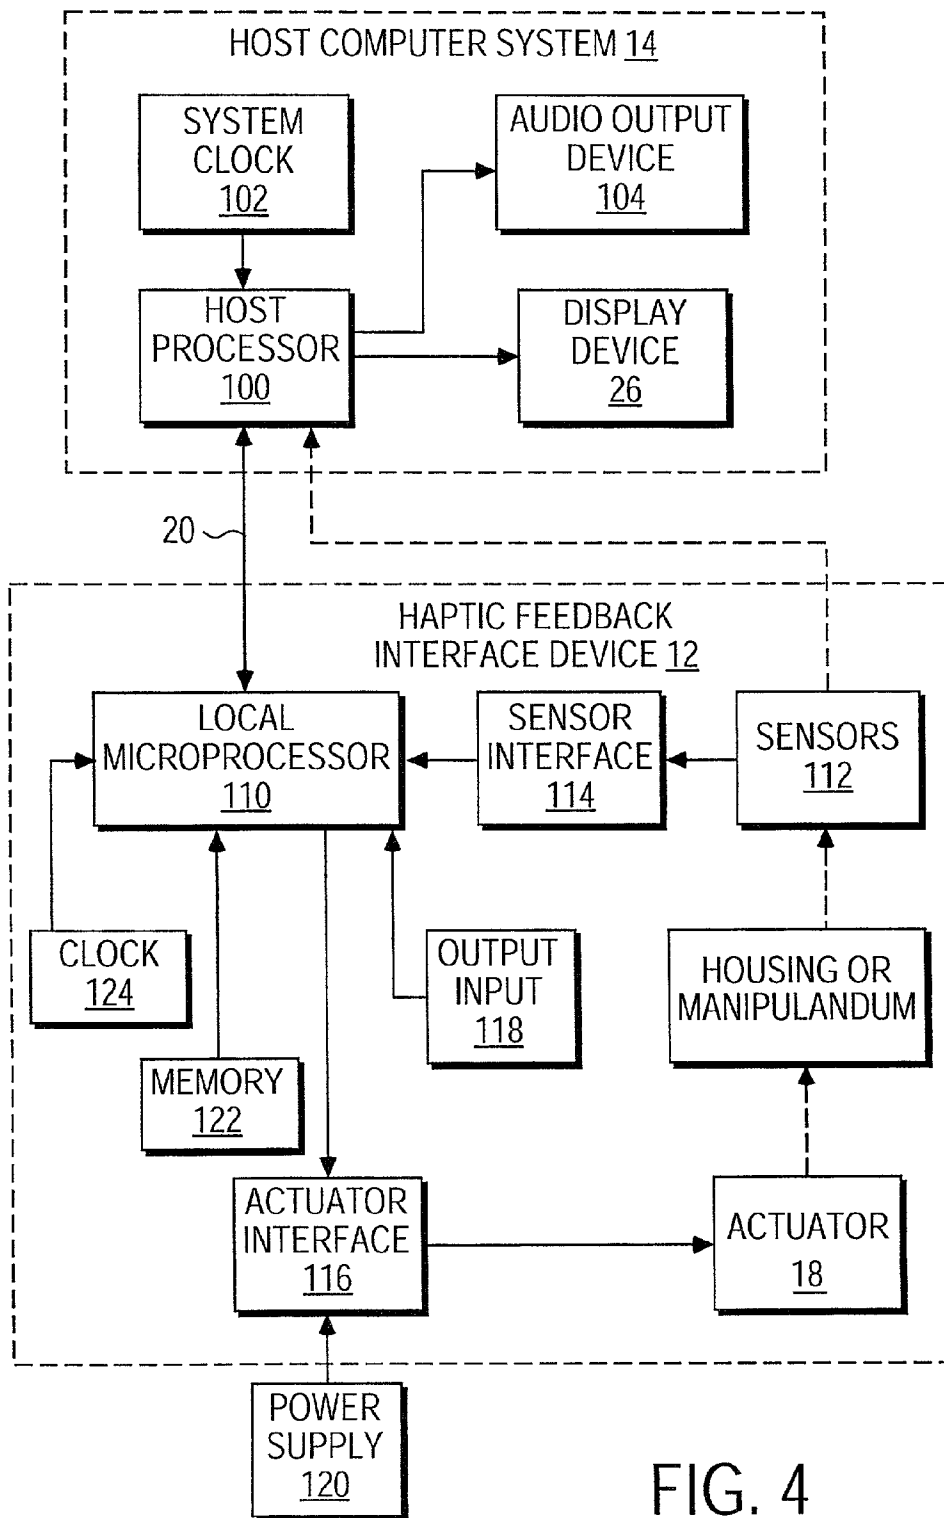 HOST COMPUTER SYSTEM 14
SYSTEM
CLOCK
102
AUDIO OUTPUT
DEVICE
104
HOST
PROCESSOR
100
DISPLAY
DEVICE
26
20
HAPTIC FEEDBACK
INTERFACE DEVICE 12
LOCAL
MICROPROCESSOR
110
SENSOR
INTERFACE
114
SENSORS
112
CLOCK
124
OUTPUT
INPUT
118
HOUSING OR
MANIPULANDUM
MEMORY
122
ACTUATOR
INTERFACE
116
ACTUATOR
18
POWER
SUPPLY
120
FIG. 4